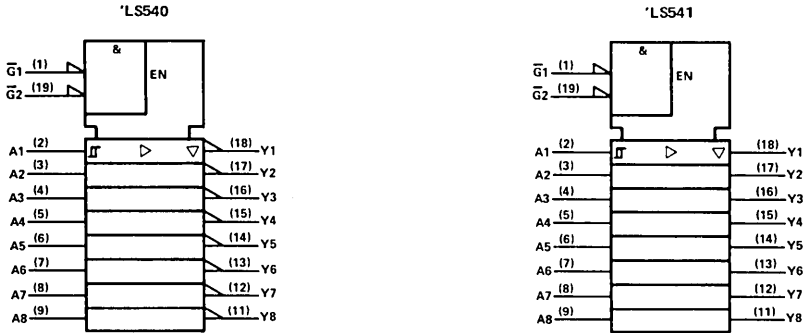 'LS540
&
EN
G̅1 (1)
G̅2 (19)
A1 (2) (18) Y1
A2 (3) (17) Y2
A3 (4) (16) Y3
A4 (5) (15) Y4
A5 (6) (14) Y5
A6 (7) (13) Y6
A7 (8) (12) Y7
A8 (9) (11) Y8
'LS541
&
EN
G̅1 (1)
G̅2 (19)
A1 (2) (18) Y1
A2 (3) (17) Y2
A3 (4) (16) Y3
A4 (5) (15) Y4
A5 (6) (14) Y5
A6 (7) (13) Y6
A7 (8) (12) Y7
A8 (9) (11) Y8